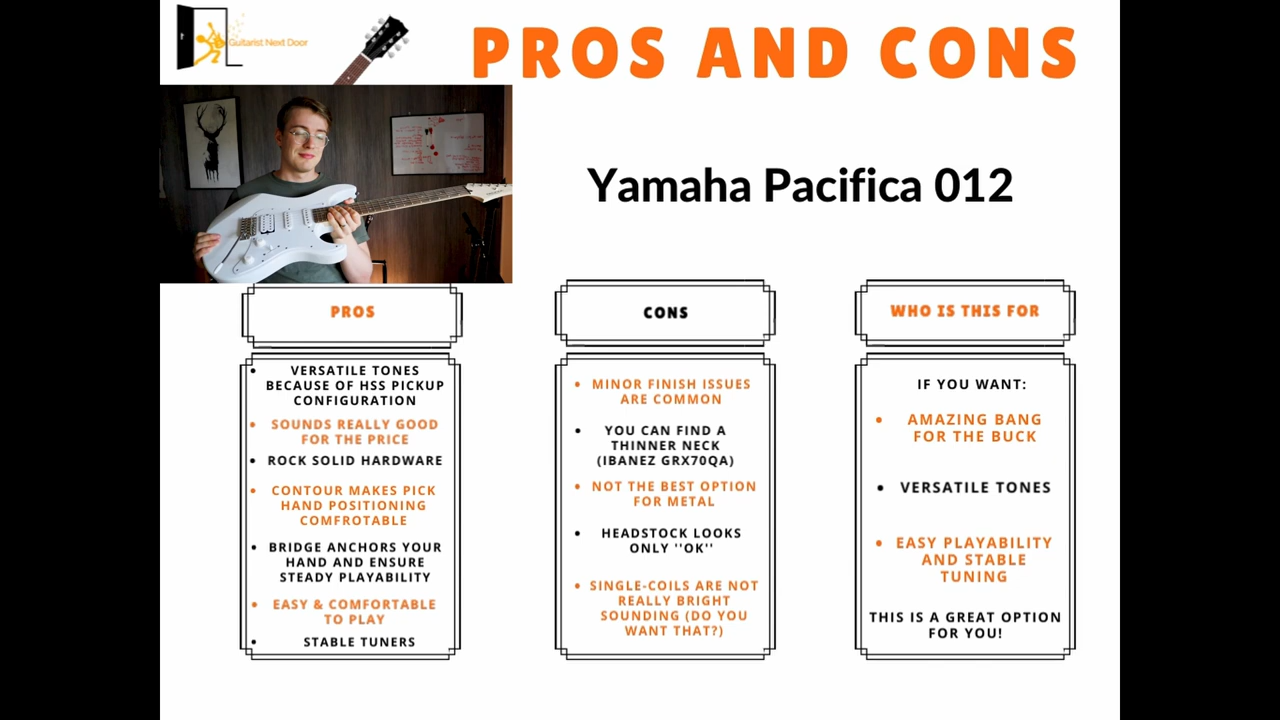 Guitarist Next Door
PROS AND CONS
Yamaha Pacifica 012
PROS
VERSATILE TONES
BECAUSE OF HSS PICKUP
CONFIGURATION
SOUNDS REALLY GOOD
FOR THE PRICE
ROCK SOLID HARDWARE
CONTOUR MAKES PICK
HAND POSITIONING
COMFROTABLE
BRIDGE ANCHORS YOUR
HAND AND ENSURE
STEADY PLAYABILITY
EASY & COMFORTABLE
TO PLAY
STABLE TUNERS
CONS
MINOR FINISH ISSUES
ARE COMMON
YOU CAN FIND A
THINNER NECK
(IBANEZ GRX70QA)
NOT THE BEST OPTION
FOR METAL
HEADSTOCK LOOKS
ONLY ''OK''
SINGLE-COILS ARE NOT
REALLY BRIGHT
SOUNDING (DO YOU
WANT THAT?)
WHO IS THIS FOR
IF YOU WANT:
AMAZING BANG
FOR THE BUCK
VERSATILE TONES
EASY PLAYABILITY
AND STABLE
TUNING
THIS IS A GREAT OPTION
FOR YOU!